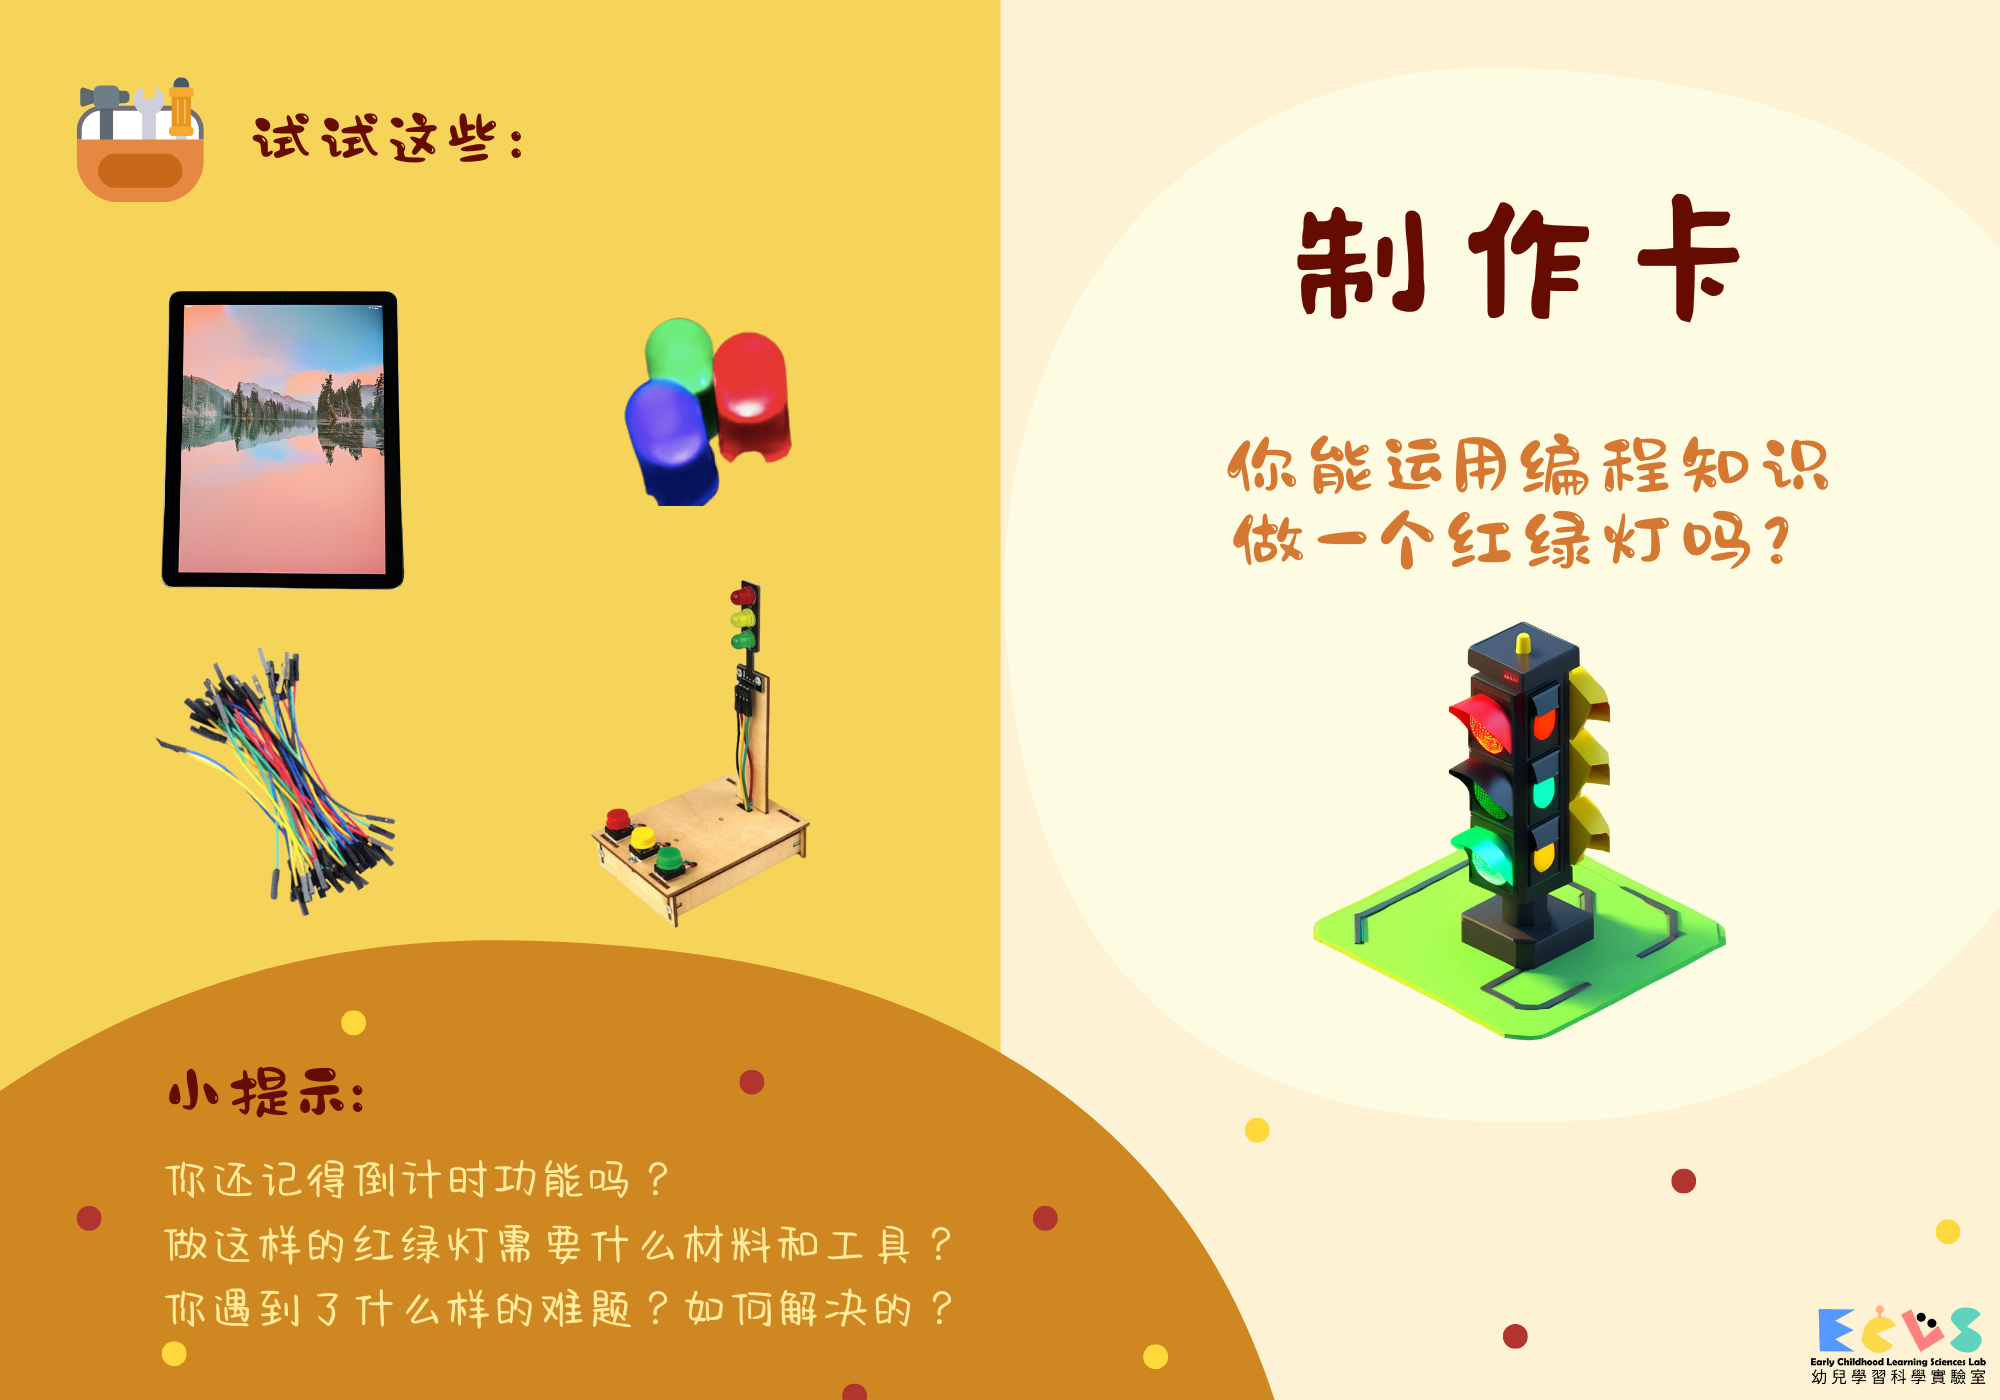 试试这些：
小提示：
你还记得倒计时功能吗？
做这样的红绿灯需要什么材料和工具？
你遇到了什么样的难题？如何解决的？
制作卡
你能运用编程知识
做一个红绿灯吗？
ECLS
Early Childhood Learning Sciences Lab
幼兒學習科學實驗室